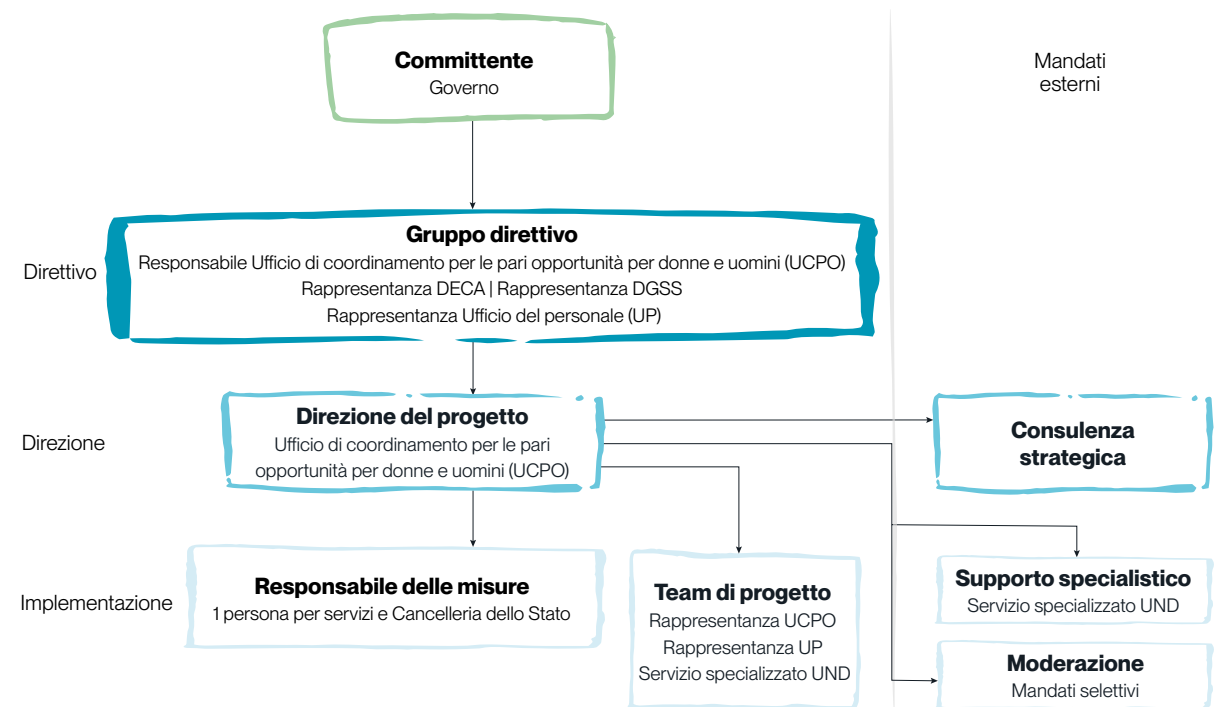 Committente
Governo
Mandati
esterni
Direttivo
Gruppo direttivo
Responsabile Ufficio di coordinamento per le pari opportunità per donne e uomini (UCPO)
Rappresentanza DECA | Rappresentanza DGSS
Rappresentanza Ufficio del personale (UP)
Direzione
Direzione del progetto
Ufficio di coordinamento per le pari
opportunità per donne e uomini (UCPO)
Consulenza
strategica
Implementazione
Responsabile delle misure
1 persona per servizi e Cancelleria dello Stato
Team di progetto
Rappresentanza UCPO
Rappresentanza UP
Servizio specializzato UND
Supporto specialistico
Servizio specializzato UND
Moderazione
Mandati selettivi